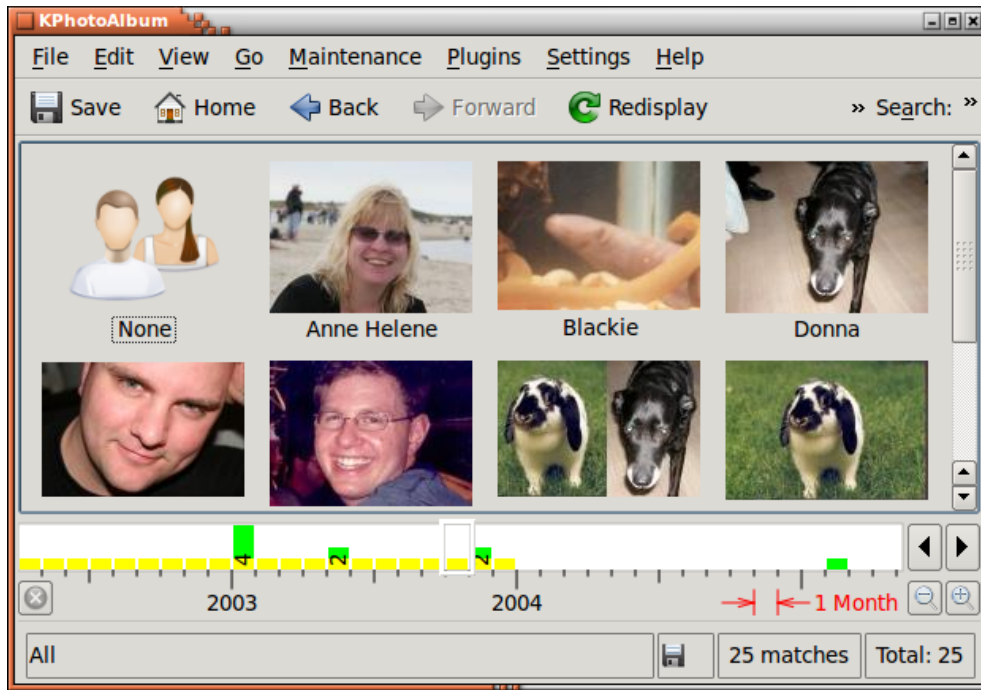 KPhotoAlbum
File Edit View Go Maintenance Plugins Settings Help
Save Home Back Forward Redisplay » Search: »
None Anne Helene Blackie Donna
4 2 2
2003 2004 1 Month
All 25 matches Total: 25